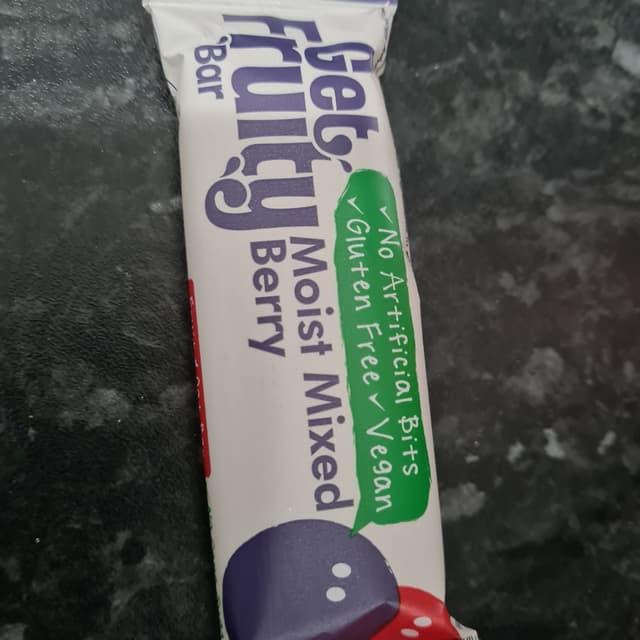 Get
Fruity
Bar
Moist Mixed
Berry
✓ No Artificial Bits
✓ Gluten Free ✓ Vegan